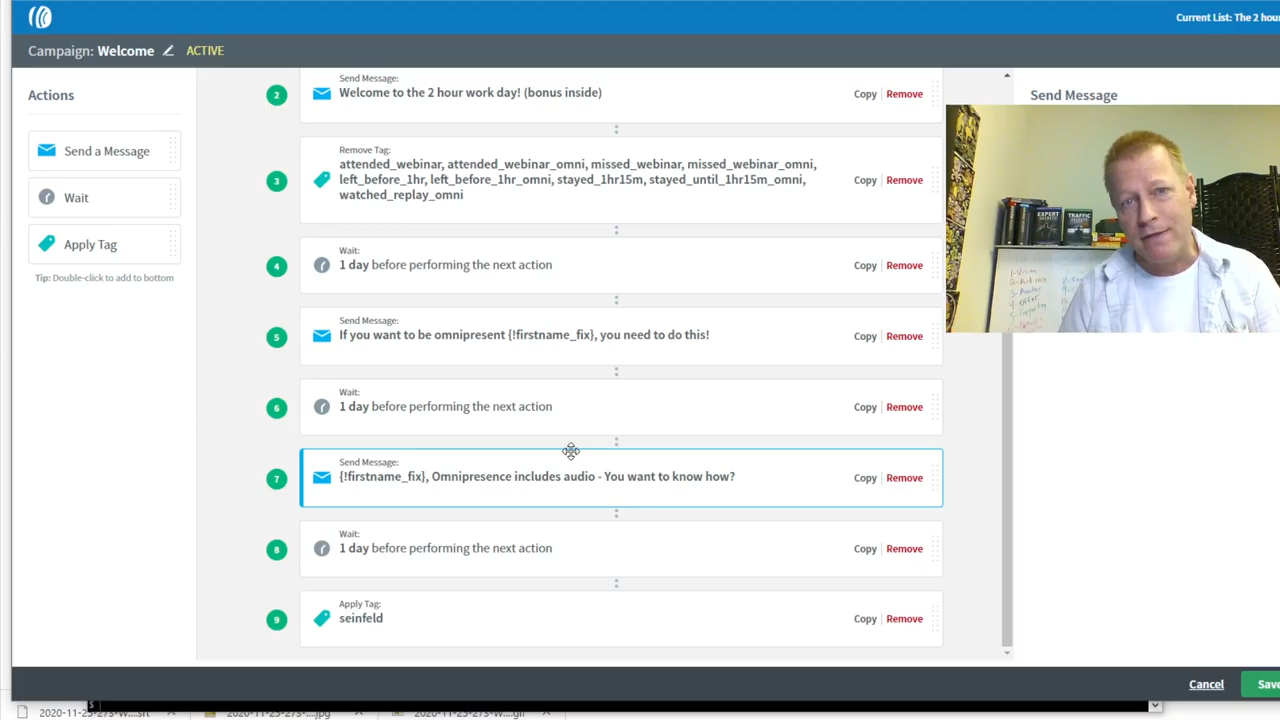 Current List: The 2 hour
Campaign: Welcome ACTIVE
Actions
Send a Message
Wait
Apply Tag
Tip: Double-click to add to bottom
2
Send Message:
Welcome to the 2 hour work day! (bonus inside)
Copy | Remove
3
Remove Tag:
attended_webinar, attended_webinar_omni, missed_webinar, missed_webinar_omni,
left_before_1hr, left_before_1hr_omni, stayed_1hr15m, stayed_until_1hr15m_omni,
watched_replay_omni
Copy | Remove
4
Wait:
1 day before performing the next action
Copy | Remove
5
Send Message:
If you want to be omnipresent {!firstname_fix}, you need to do this!
Copy | Remove
6
Wait:
1 day before performing the next action
Copy | Remove
7
Send Message:
{!firstname_fix}, Omnipresence includes audio - You want to know how?
Copy | Remove
8
Wait:
1 day before performing the next action
Copy | Remove
9
Apply Tag:
seinfeld
Copy | Remove
Send Message
EXPERT
SECRETS
TRAFFIC
SECRETS
Cancel
Save
$